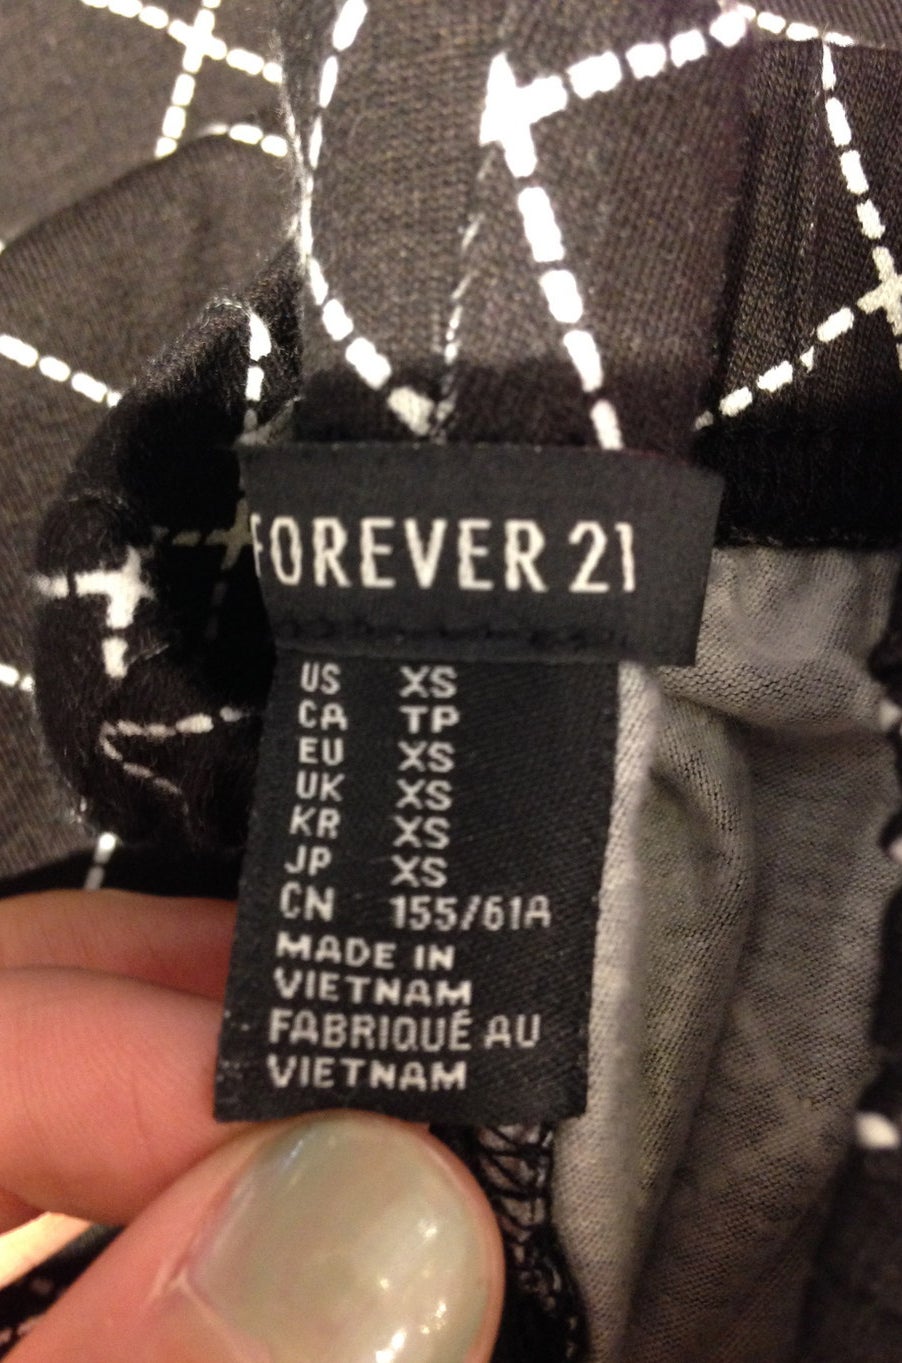 FOREVER 21
US XS
CA TP
EU XS
UK XS
KR XS
JP XS
CN 155/61A
MADE IN
VIETNAM
FABRIQUÉ AU
VIETNAM